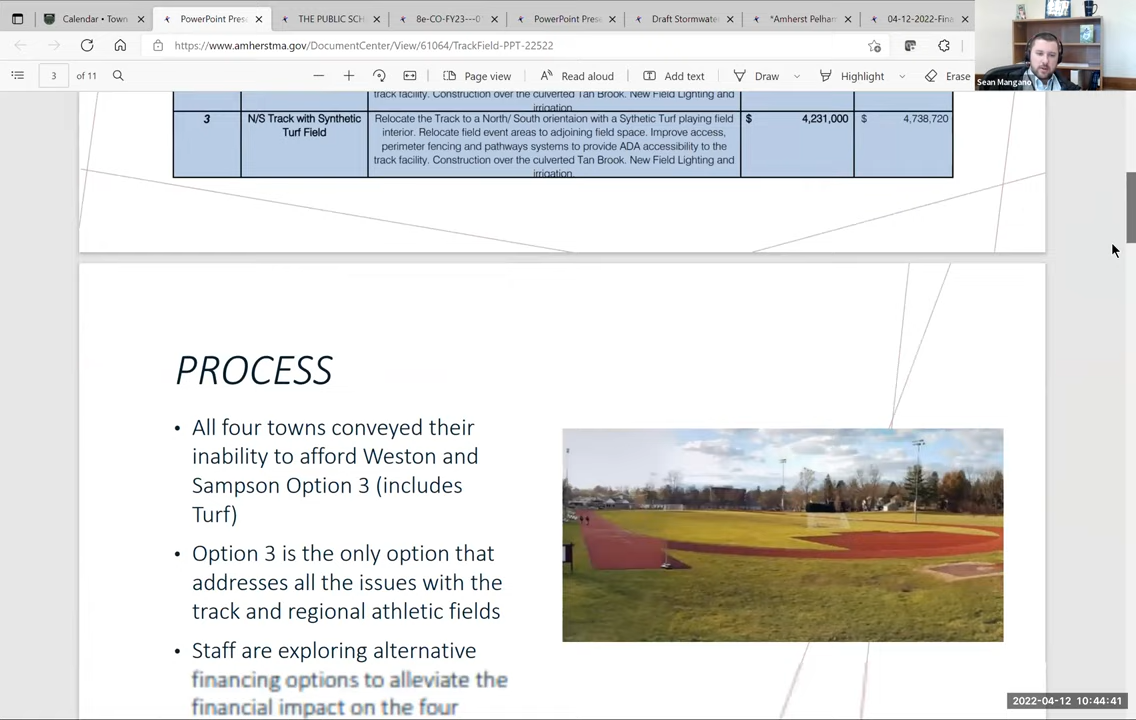 Calendar • Town
PowerPoint Pres
THE PUBLIC SCH
8e-CO-FY23---0
PowerPoint Pres
Draft Stormwate
*Amherst Pelham
04-12-2022-Fina
https://www.amherstma.gov/DocumentCenter/View/61064/TrackField-PPT-22522
3 of 11
Page view
Read aloud
Add text
Draw
Highlight
Erase
Sean Mangano
track facility. Construction over the culverted Tan Brook. New Field Lighting and
irrigation.
3 N/S Track with Synthetic Turf Field
Relocate the Track to a North/ South orientaion with a Sythetic Turf playing field
interior. Relocate field event areas to adjoining field space. Improve access,
perimeter fencing and pathways systems to provide ADA accessibility to the
track facility. Construction over the culverted Tan Brook. New Field Lighting and
irrigation.
$ 4,231,000 $ 4,738,720
PROCESS
• All four towns conveyed their
inability to afford Weston and
Sampson Option 3 (includes
Turf)
• Option 3 is the only option that
addresses all the issues with the
track and regional athletic fields
• Staff are exploring alternative
financing options to alleviate the
financial impact on the four
2022-04-12 10:44:41